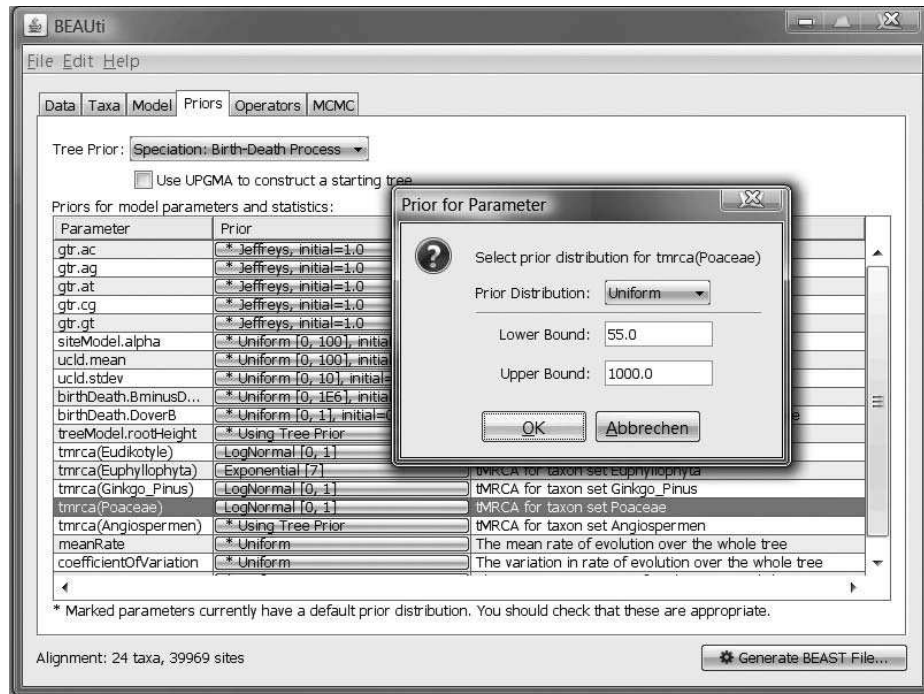 BEAUti
File Edit Help
Data Taxa Model Priors Operators MCMC
Tree Prior: Speciation: Birth-Death Process
Use UPGMA to construct a starting tree
Priors for model parameters and statistics:
Parameter Prior
gtr.ac * Jeffreys, initial=1.0
gtr.ag * Jeffreys, initial=1.0
gtr.at * Jeffreys, initial=1.0
gtr.cg * Jeffreys, initial=1.0
gtr.gt * Jeffreys, initial=1.0
siteModel.alpha * Uniform [0, 100], initia
ucld.mean * Uniform [0, 100], initia
ucld.stdev * Uniform [0, 10], initial=
birthDeath.BminusD... * Uniform [0, 1E6], initia
birthDeath.DoverB * Uniform [0, 1], initial=0
treeModel.rootHeight * Using Tree Prior
tmrca(Eudikotyle) LogNormal [0, 1]
tmrca(Euphyllophyta) Exponential [7] tMRCA for taxon set Euphyllophyta
tmrca(Ginkgo_Pinus) LogNormal [0, 1] tMRCA for taxon set Ginkgo_Pinus
tmrca(Poaceae) LogNormal [0, 1] tMRCA for taxon set Poaceae
tmrca(Angiospermen) * Using Tree Prior tMRCA for taxon set Angiospermen
meanRate * Uniform The mean rate of evolution over the whole tree
coefficientOfVariation * Uniform The variation in rate of evolution over the whole tree
* Marked parameters currently have a default prior distribution. You should check that these are appropriate.
Alignment: 24 taxa, 39969 sites
Generate BEAST File...
Prior for Parameter
Select prior distribution for tmrca(Poaceae)
Prior Distribution: Uniform
Lower Bound: 55.0
Upper Bound: 1000.0
OK Abbrechen